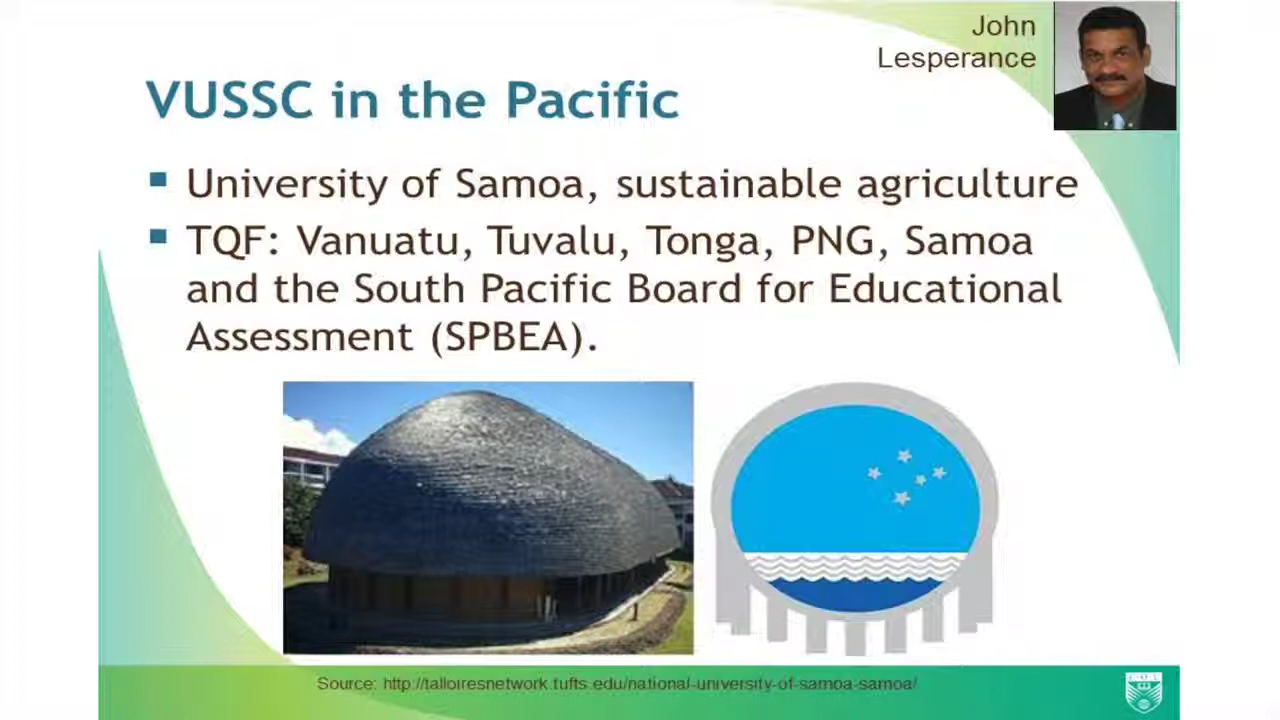 John
Lesperance
VUSSC in the Pacific
University of Samoa, sustainable agriculture
TQF: Vanuatu, Tuvalu, Tonga, PNG, Samoa
and the South Pacific Board for Educational
Assessment (SPBEA).
Source: http://talloiresnetwork.tufts.edu/national-university-of-samoa-samoa/